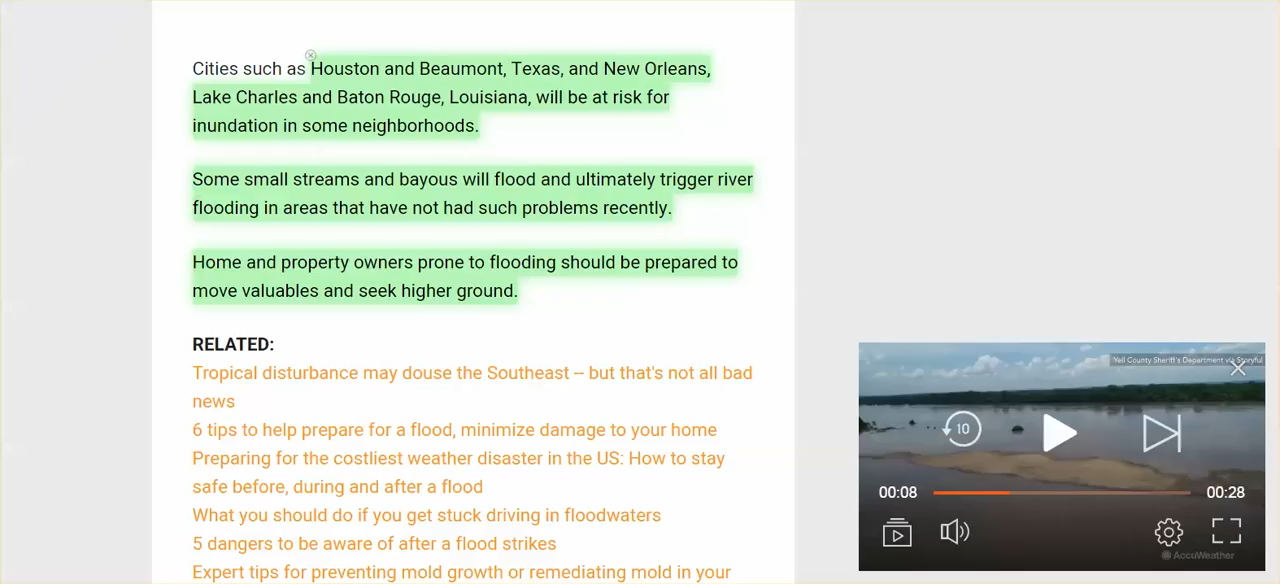 Cities such as Houston and Beaumont, Texas, and New Orleans,
Lake Charles and Baton Rouge, Louisiana, will be at risk for
inundation in some neighborhoods.
Some small streams and bayous will flood and ultimately trigger river
flooding in areas that have not had such problems recently.
Home and property owners prone to flooding should be prepared to
move valuables and seek higher ground.
RELATED:
Tropical disturbance may douse the Southeast -- but that's not all bad
news
6 tips to help prepare for a flood, minimize damage to your home
Preparing for the costliest weather disaster in the US: How to stay
safe before, during and after a flood
What you should do if you get stuck driving in floodwaters
5 dangers to be aware of after a flood strikes
Expert tips for preventing mold growth or remediating mold in your
Yell County Sheriff's Department via Storyful
10
00:08
00:28
AccuWeather